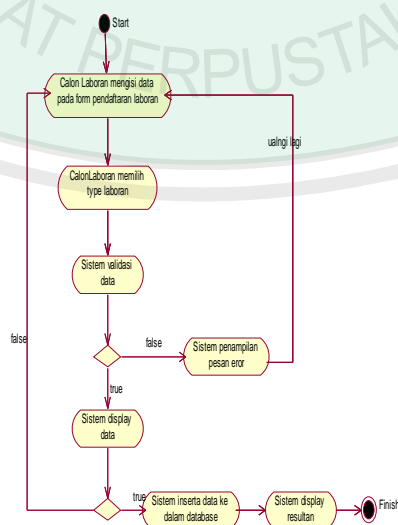 AT PERPUSTA
Start
Calon Laboran mengisi data
pada form pendaftaran laboran
ualngi lagi
CalonLaboran memilih
type laboran
Sistem validasi
data
false
false
Sistem penampilan
pesan eror
true
Sistem display
data
true
Sistem inserta data ke
dalam database
Sistem display
resultan
Finish